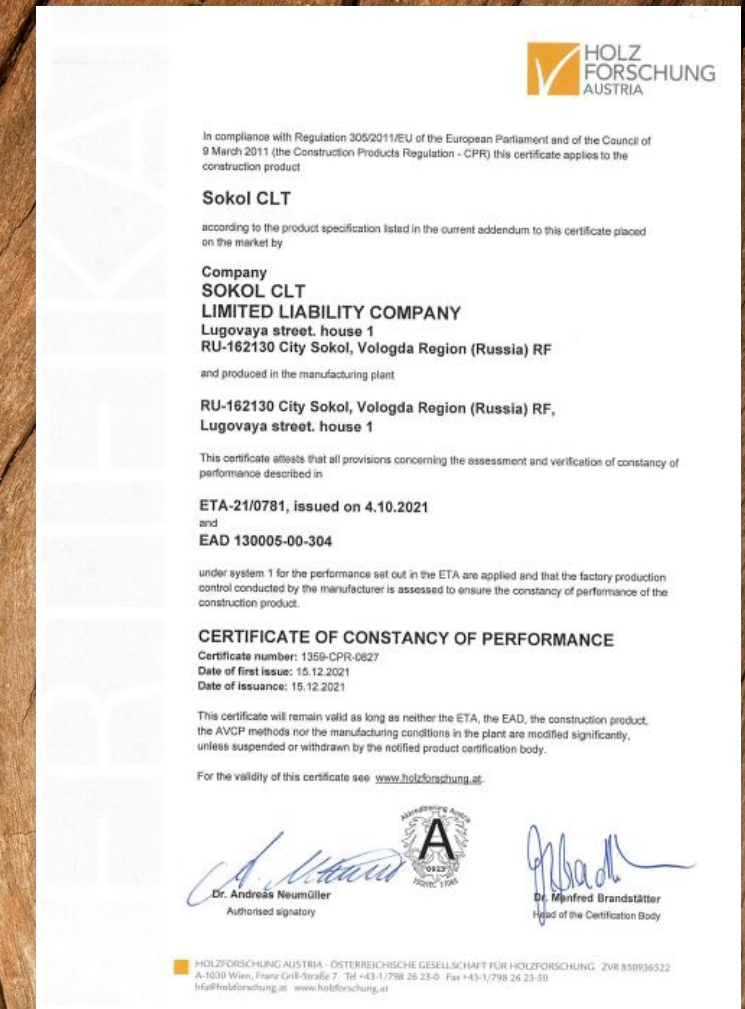 HOLZ
FORSCHUNG
AUSTRIA
In compliance with Regulation 305/2011/EU of the European Parliament and of the Council of
9 March 2011 (the Construction Products Regulation - CPR) this certificate applies to the
construction product
Sokol CLT
according to the product specification listed in the current addendum to this certificate placed
on the market by
Company
SOKOL CLT
LIMITED LIABILITY COMPANY
Lugovaya street. house 1
RU-162130 City Sokol, Vologda Region (Russia) RF
and produced in the manufacturing plant
RU-162130 City Sokol, Vologda Region (Russia) RF,
Lugovaya street. house 1
This certificate attests that all provisions concerning the assessment and verification of constancy of
performance described in
ETA-21/0781, issued on 4.10.2021
and
EAD 130005-00-304
under system 1 for the performance set out in the ETA are applied and that the factory production
control conducted by the manufacturer is assessed to ensure the constancy of performance of the
construction product.
CERTIFICATE OF CONSTANCY OF PERFORMANCE
Certificate number: 1359-CPR-0827
Date of first issue: 15.12.2021
Date of issuance: 15.12.2021
This certificate will remain valid as long as neither the ETA, the EAD, the construction product,
the AVCP methods nor the manufacturing conditions in the plant are modified significantly,
unless suspended or withdrawn by the notified product certification body.
For the validity of this certificate see www.holzforschung.at.
Akkreditierung Austria
A
Dr. Andreas Neumüller
Authorised signatory
Dr. Manfred Brandstätter
Head of the Certification Body
HOLZFORSCHUNG AUSTRIA - ÖSTERREICHISCHE GESELLSCHAFT FÜR HOLZFORSCHUNG ZVR 850936522
A-1030 Wien, Franz Grill-Straße 7 Tel +43-1/798 26 23-0 Fax +43-1/798 26 23-50
hfa@holzforschung.at www.holzforschung.at